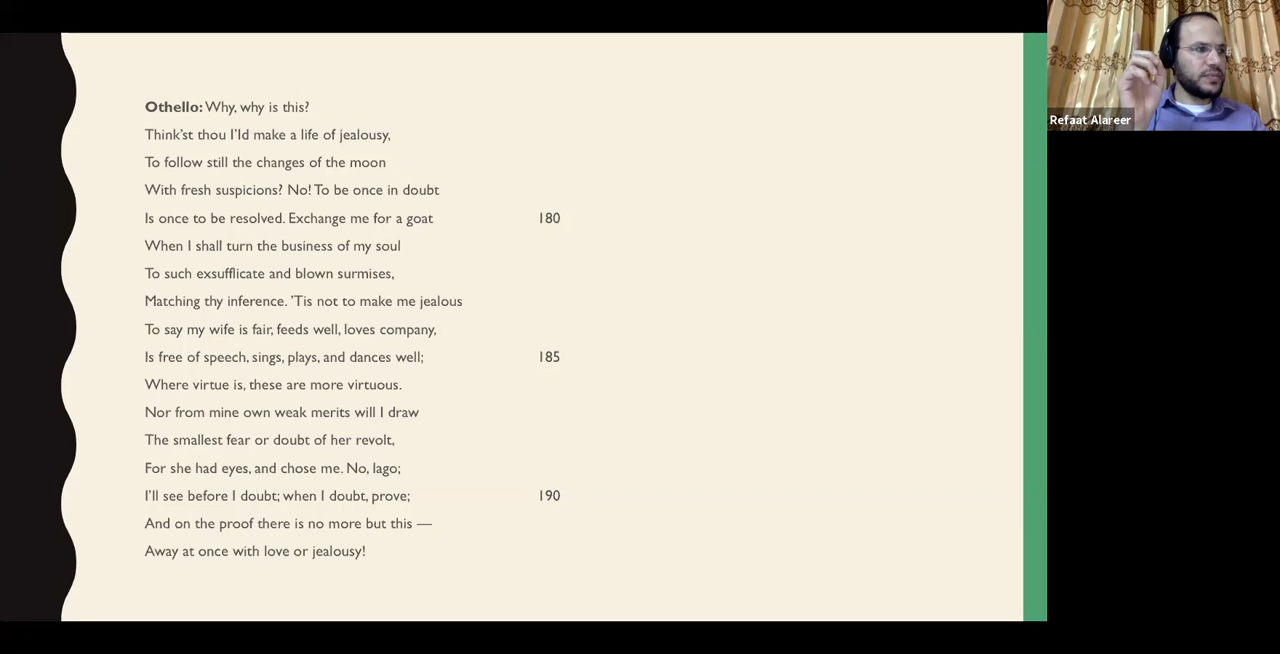 Othello: Why, why is this?
Think'st thou I'Id make a life of jealousy,
To follow still the changes of the moon
With fresh suspicions? No! To be once in doubt
Is once to be resolved. Exchange me for a goat 180
When I shall turn the business of my soul
To such exsufflicate and blown surmises,
Matching thy inference. 'Tis not to make me jealous
To say my wife is fair, feeds well, loves company,
Is free of speech, sings, plays, and dances well; 185
Where virtue is, these are more virtuous.
Nor from mine own weak merits will I draw
The smallest fear or doubt of her revolt,
For she had eyes, and chose me. No, Iago;
I'll see before I doubt; when I doubt, prove; 190
And on the proof there is no more but this —
Away at once with love or jealousy!
Refaat Alareer